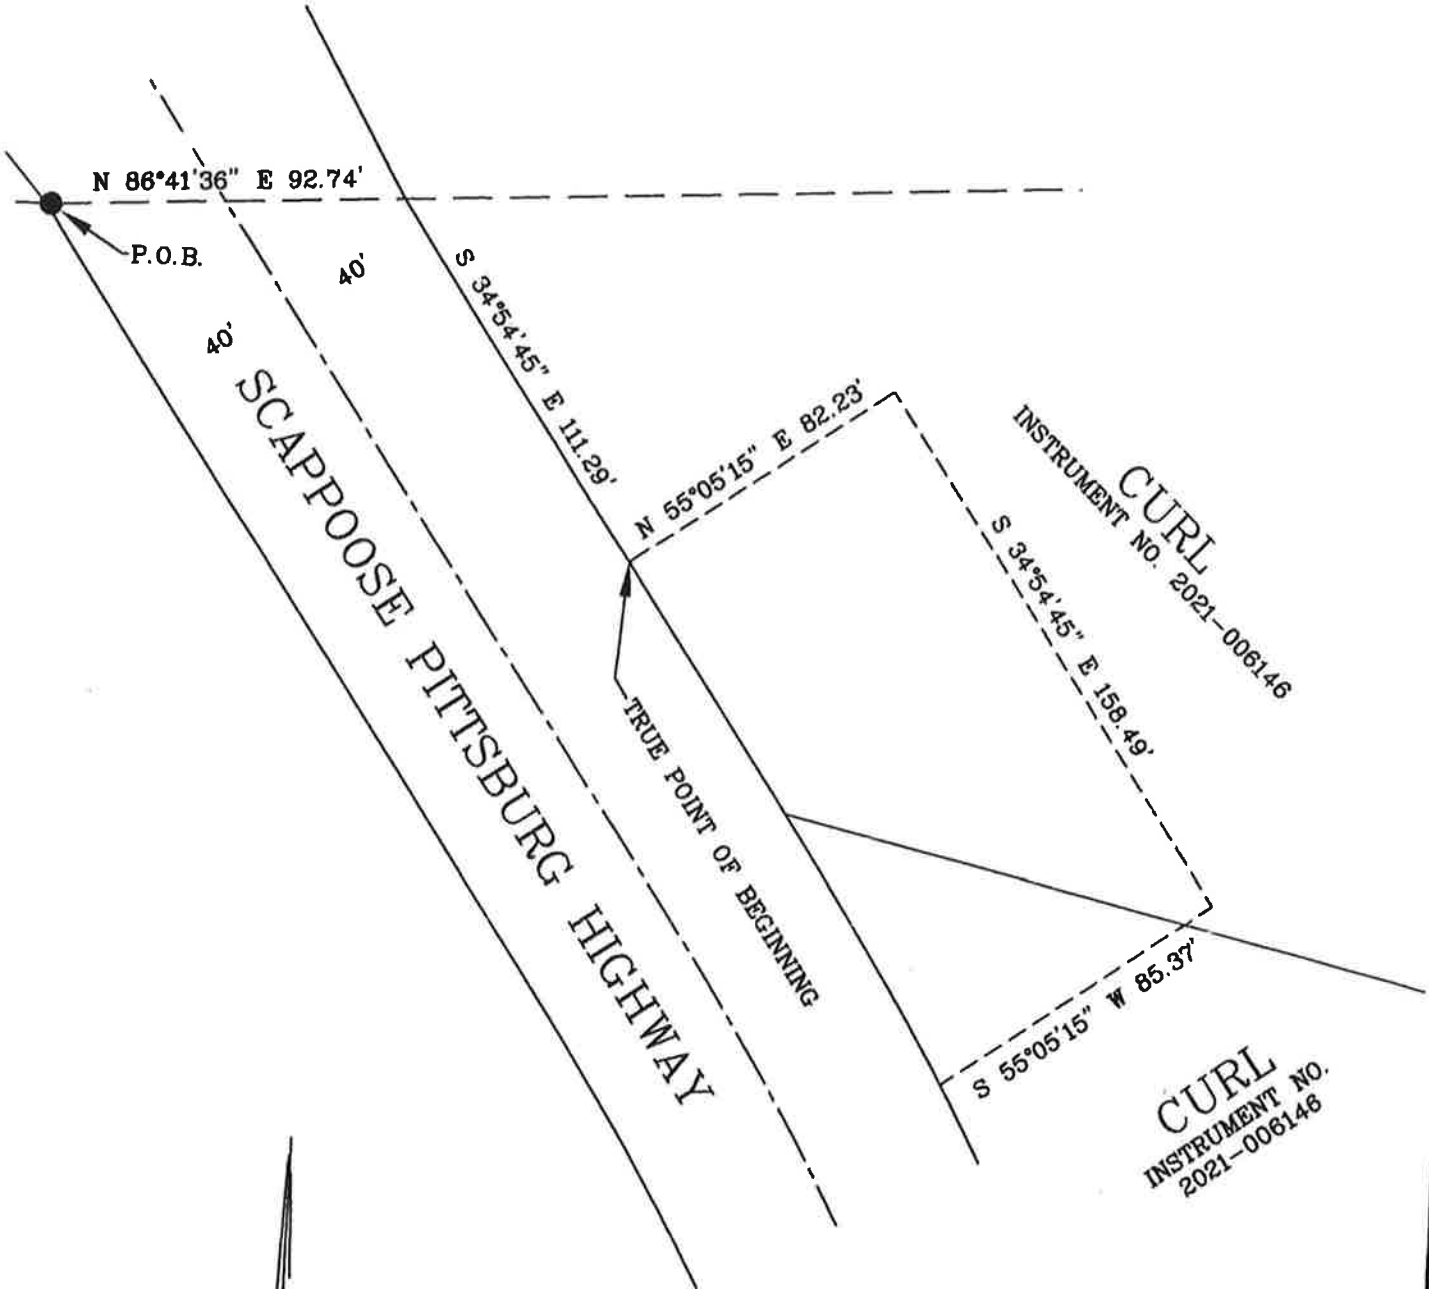 N 86°41'36" E 92.74'
P.O.B.
40'
40'
S 34°54'45" E 111.29'
SCAPPOOSE PITTSBURG HIGHWAY
N 55°05'15" E 82.23'
CURL
INSTRUMENT NO. 2021-006146
S 34°54'45" E 158.49'
TRUE POINT OF BEGINNING
S 55°05'15" W 85.37'
CURL
INSTRUMENT NO.
2021-006146